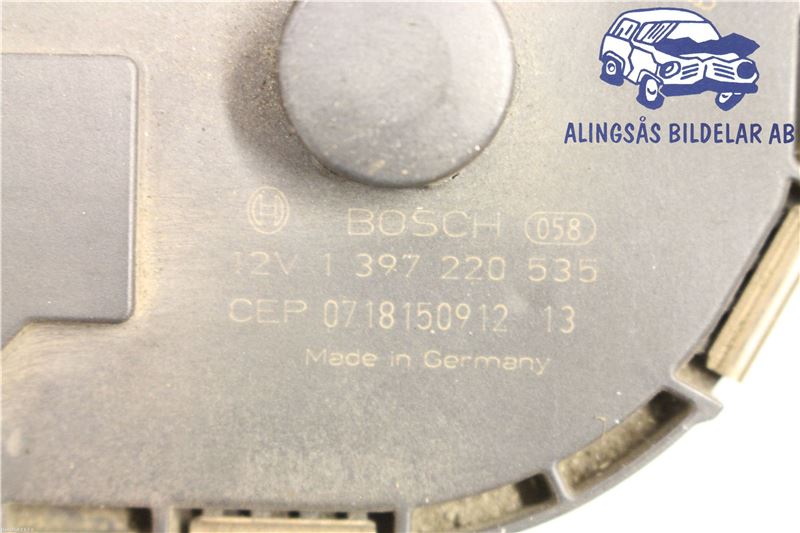 ALINGSÅS BILDELAR AB
BOSCH 058
12V 1 397 220 535
CEP 0718150912 13
Made in Germany